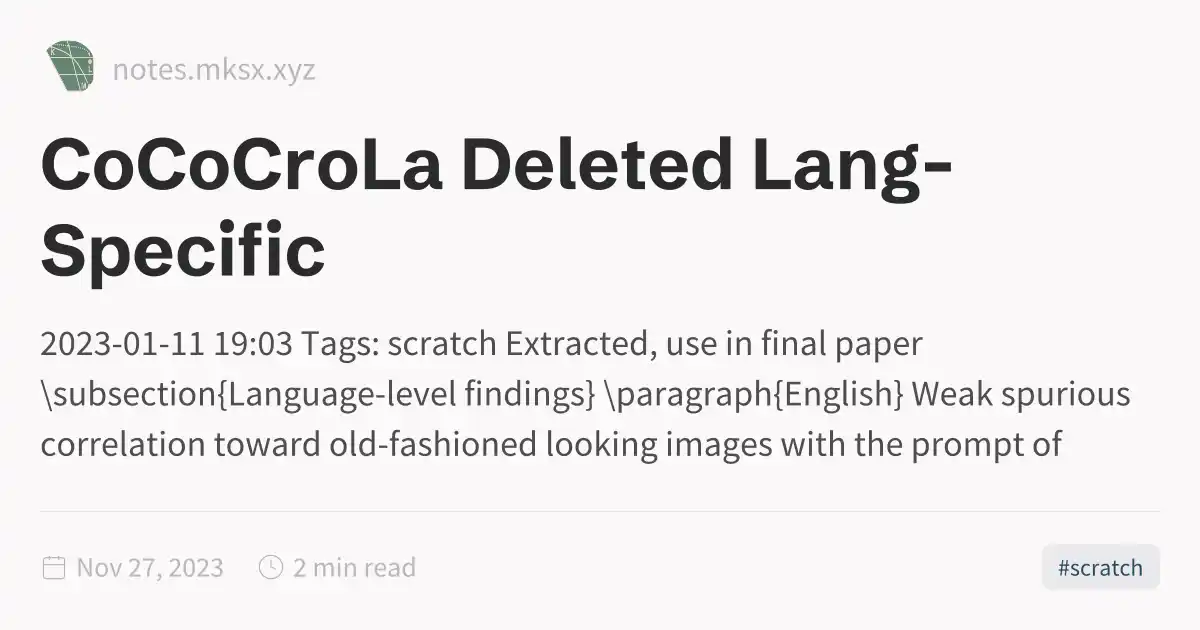 notes.mksx.xyz
CoCoCroLa Deleted Lang-
Specific
2023-01-11 19:03 Tags: scratch Extracted, use in final paper
\subsection{Language-level findings} \paragraph{English} Weak spurious
correlation toward old-fashioned looking images with the prompt of
Nov 27, 2023
2 min read
#scratch